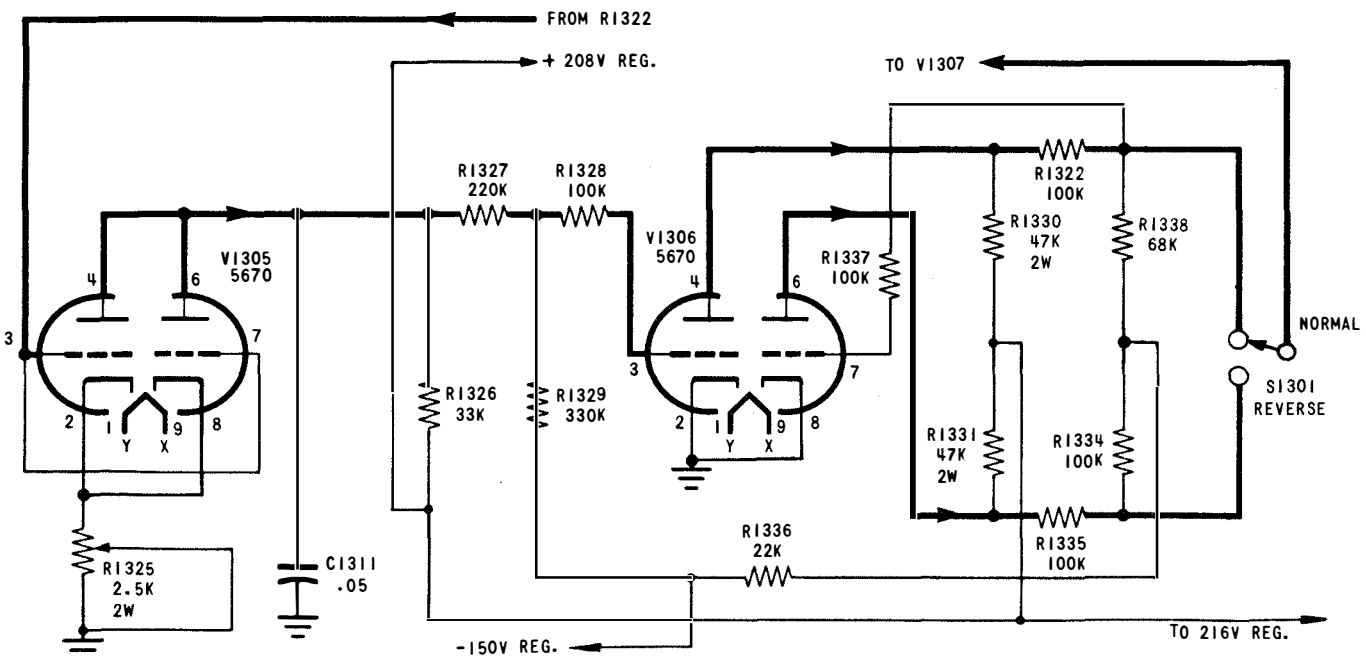 FROM R1322
+ 208V REG.
TO V1307
R1327
220K
R1328
100K
R1322
100K
V1305
5670
V1306
5670
R1337
100K
R1330
47K
2W
R1338
68K
4
6
4
6
3
7
3
7
NORMAL
S1301
REVERSE
R1326
33K
R1329
330K
2
1
Y
X
9
8
2
1
Y
X
9
8
R1331
47K
2W
R1334
100K
R1325
2.5K
2W
C1311
.05
R1336
22K
R1335
100K
-150V REG.
TO 216V REG.